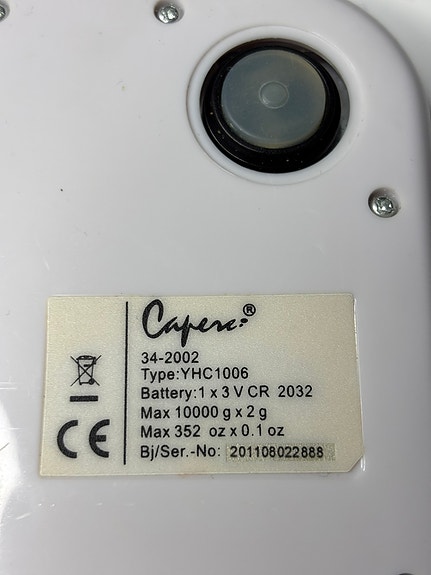 Caperc®
34-2002
Type:YHC1006
Battery:1 x 3 V CR 2032
Max 10000 g x 2 g
Max 352 oz x 0.1 oz
Bj/Ser.-No: 201108022888
CE